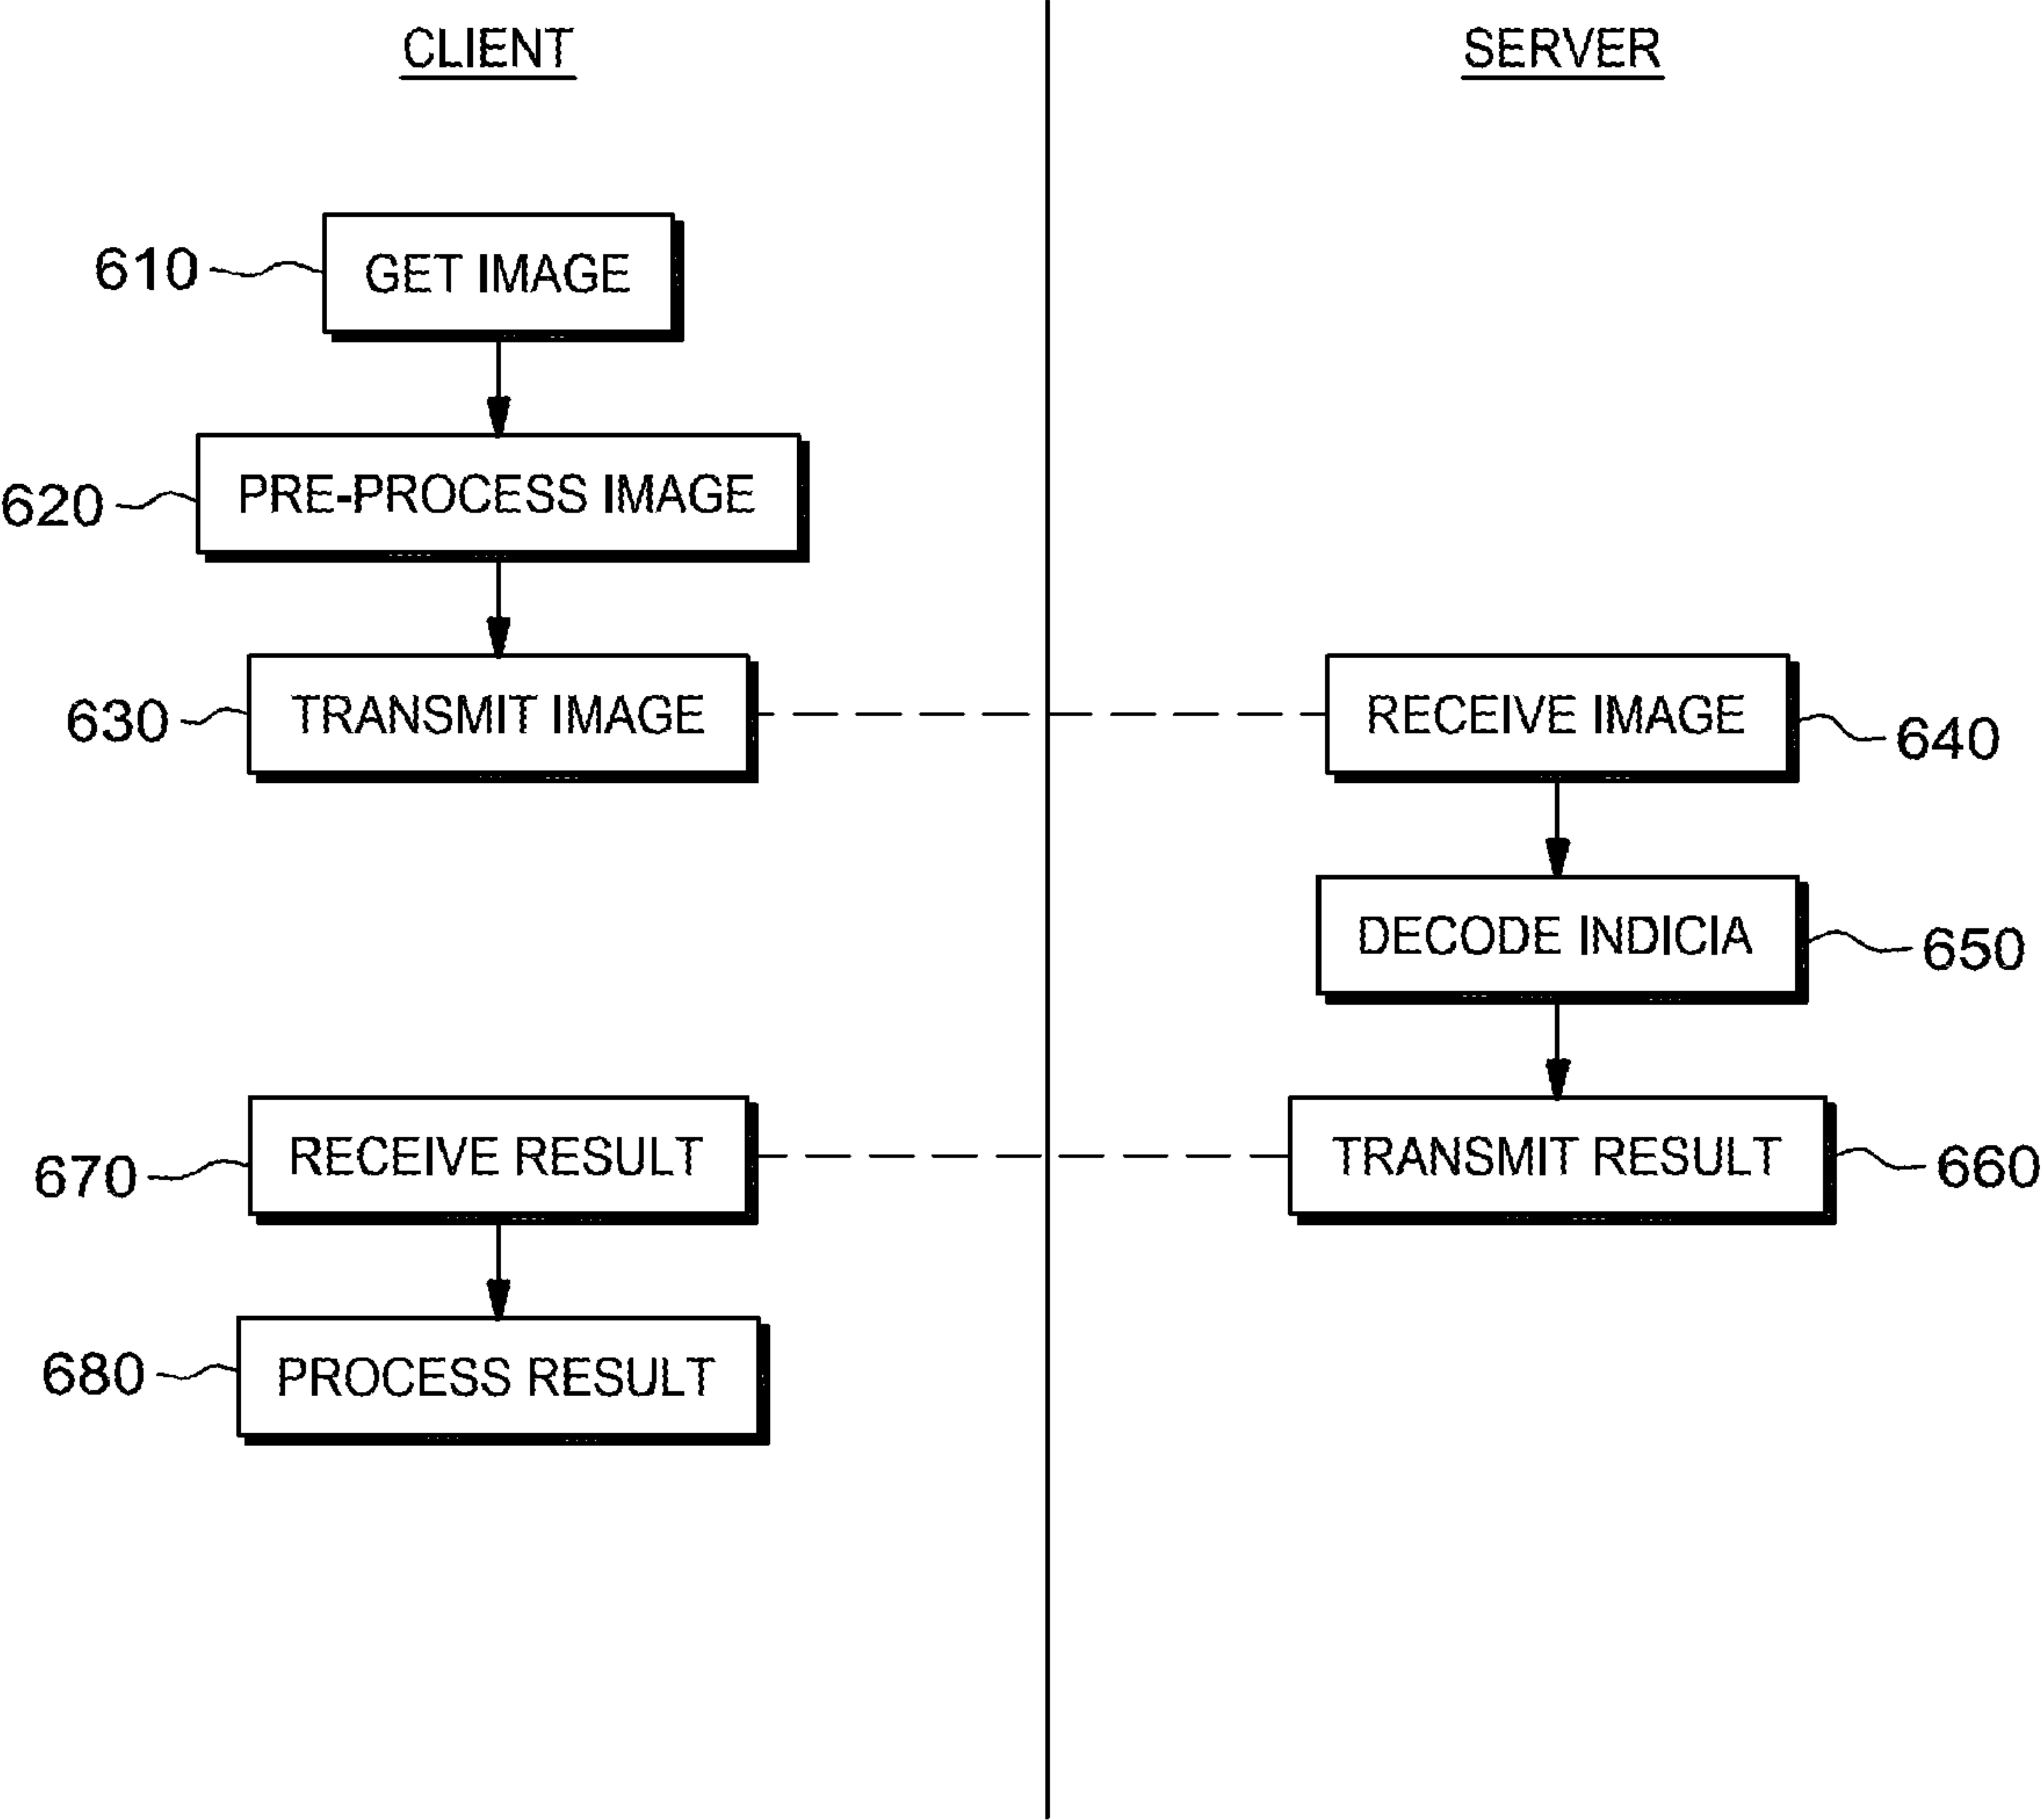 CLIENT
SERVER
610
GET IMAGE
620
PRE-PROCESS IMAGE
630
TRANSMIT IMAGE
RECEIVE IMAGE
640
DECODE INDICIA
650
670
RECEIVE RESULT
TRANSMIT RESULT
660
680
PROCESS RESULT